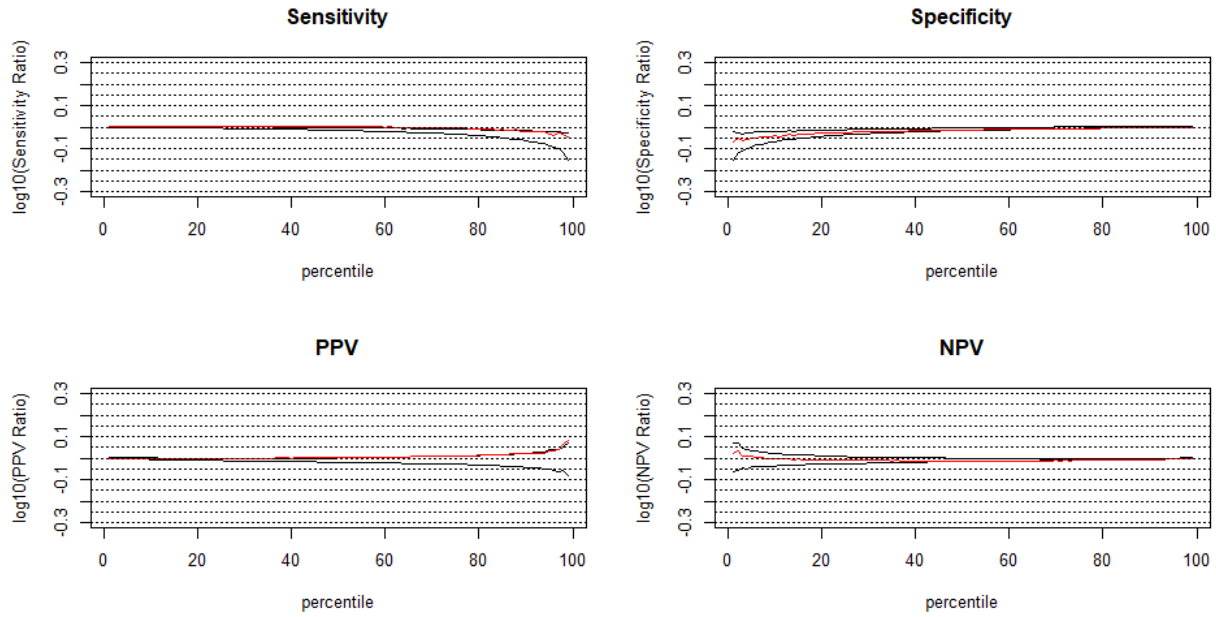 Sensitivity
log10(Sensitivity Ratio)
0.3
0.1
-0.1
-0.3
0 20 40 60 80 100
percentile
Specificity
log10(Specificity Ratio)
0.3
0.1
-0.1
-0.3
0 20 40 60 80 100
percentile
PPV
log10(PPV Ratio)
0.3
0.1
-0.1
-0.3
0 20 40 60 80 100
percentile
NPV
log10(NPV Ratio)
0.3
0.1
-0.1
-0.3
0 20 40 60 80 100
percentile